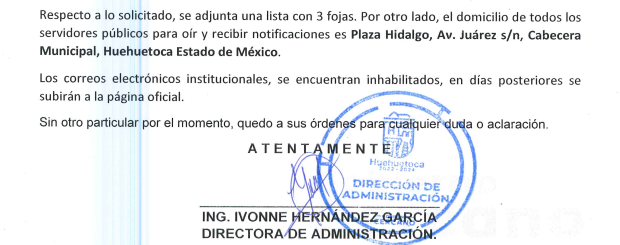 Respecto a lo solicitado, se adjunta una lista con 3 fojas. Por otro lado, el domicilio de todos los
servidores públicos para oír y recibir notificaciones es Plaza Hidalgo, Av. Juárez s/n, Cabecera
Municipal, Huehuetoca Estado de México.
Los correos electrónicos institucionales, se encuentran inhabilitados, en días posteriores se
subirán a la página oficial.
Sin otro particular por el momento, quedo a sus órdenes para cualquier duda o aclaración.
A T E N T A M E N T E
Huehuetoca
2022-2024
DIRECCIÓN DE
ADMINISTRACIÓN
ING. IVONNE HERNÁNDEZ GARCÍA
DIRECTORA DE ADMINISTRACIÓN.